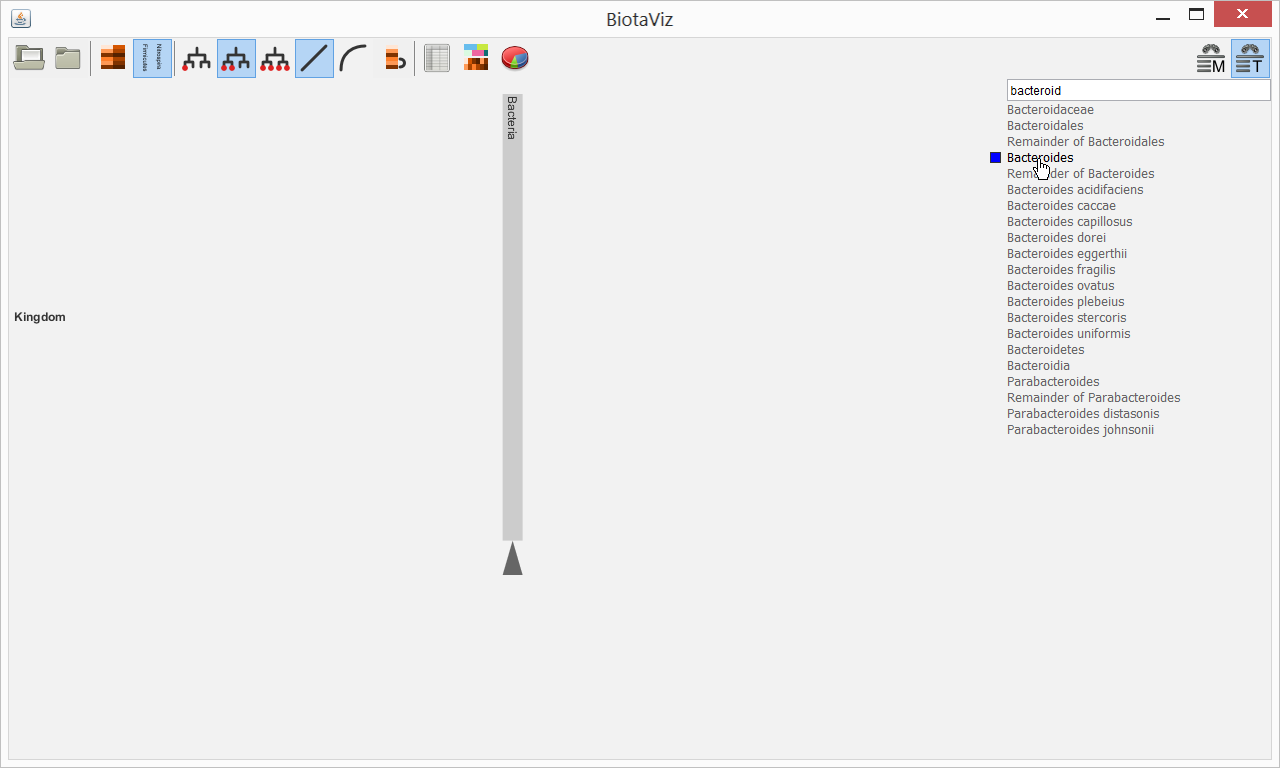 BiotaViz
Firmicutes
Nitrospira
M
T
bacteroid
Bacteria
Bacteroidaceae
Bacteroidales
Remainder of Bacteroidales
Bacteroides
Remainder of Bacteroides
Bacteroides acidifaciens
Bacteroides caccae
Bacteroides capillosus
Bacteroides dorei
Bacteroides eggerthii
Bacteroides fragilis
Bacteroides ovatus
Bacteroides plebeius
Bacteroides stercoris
Bacteroides uniformis
Bacteroidetes
Bacteroidia
Parabacteroides
Remainder of Parabacteroides
Parabacteroides distasonis
Parabacteroides johnsonii
Kingdom